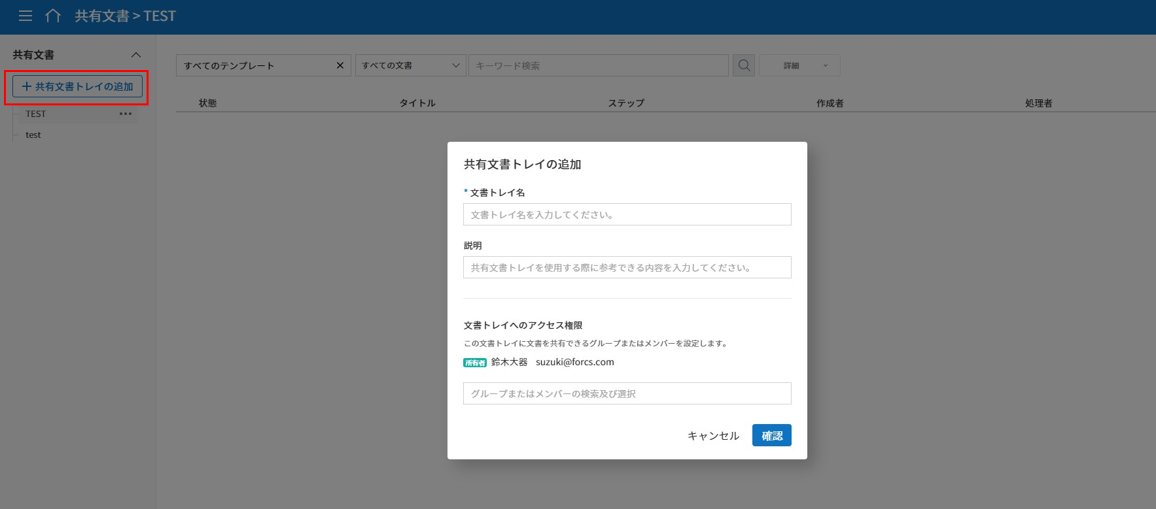 共有文書 > TEST
共有文書
+ 共有文書トレイの追加
TEST
test
すべてのテンプレート
すべての文書
キーワード検索
詳細
状態 タイトル ステップ 作成者 処理者
共有文書トレイの追加
* 文書トレイ名
文書トレイ名を入力してください。
説明
共有文書トレイを使用する際に参考できる内容を入力してください。
文書トレイへのアクセス権限
この文書トレイに文書を共有できるグループまたはメンバーを設定します。
所有者 鈴木大器 suzuki@forcs.com
グループまたはメンバーの検索及び選択
キャンセル 確認